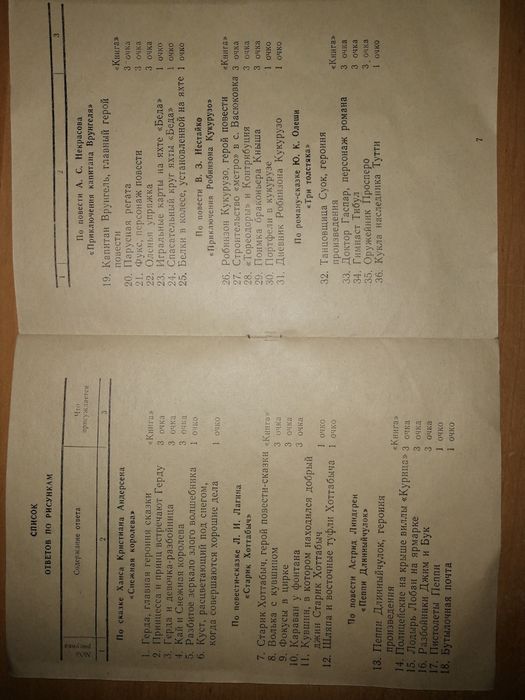 СПИСОК
ОТВЕТОВ ПО РИСУНКАМ
№№ рисунка
Содержание ответа
Что присуждается
1
2
3
По сказке Ханса Кристиана Андерсена
«Снежная королева»
1. Герда, главная героиня сказки «Книга»
2. Принцесса и принц встречают Герду 3 очка
3. Герда и девочка-разбойница 3 очка
4. Кай и Снежная королева 3 очка
5. Разбитое зеркало злого волшебника 1 очко
6. Куст, расцветающий под снегом,
когда совершаются хорошие дела 1 очко
По повести-сказке Л. И. Лагина
«Старик Хоттабыч»
7. Старик Хоттабыч, герой повести-сказки «Книга»
8. Волька с кувшином 3 очка
9. Фокусы в цирке 3 очка
10. Караван у фонтана 3 очка
11. Кувшин, в котором находился добрый
джин Старик Хоттабыч 1 очко
12. Шляпа и восточные туфли Хоттабыча 1 очко
По повести Астрид Линдгрен
«Пеппи Длинныйчулок»
13. Пеппи Длинныйчулок, героиня
произведения «Книга»
14. Полицейские на крыше виллы «Курица» 3 очка
15. Лодырь Лобан на ярмарке 3 очка
16. Разбойники Джим и Бук 3 очка
17. Пистолеты Пеппи 1 очко
18. Бутылочная почта 1 очко
1
2
3
По повести А. С. Некрасова
«Приключения капитана Врунгеля»
19. Капитан Врунгель, главный герой
повести «Книга»
20. Парусная регата 3 очка
21. Фукс, персонаж повести 3 очка
22. Оленья упряжка 3 очка
23. Игральные карты на яхте «Беда» 1 очко
24. Спасательный круг яхты «Беда» 1 очко
25. Белки в колесе, установленной на яхте 1 очко
По повести В. З. Нестайко
«Приключения Робинзона Кукурузо»
26. Робинзон Кукурузо, герой повести «Книга»
27. Строительство «метро» в с. Васюковка 3 очка
28. «Тореодоры» и Контрибуция 3 очка
29. Поимка браконьера Кныша 3 очка
30. Портфели в кукурузе 1 очко
31. Дневник Робинзона Кукурузо 1 очко
По роману-сказке Ю. К. Олеши
«Три толстяка»
32. Танцовщица Суок, героиня
произведения «Книга»
33. Доктор Гаспар, персонаж романа 3 очка
34. Гимнаст Тибул 3 очка
35. Оружейник Просперо 3 очка
36. Кукла наследника Тутти 1 очко
7